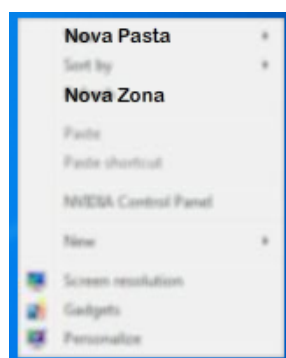 Nova Pasta
Sort by
Nova Zona
Paste
Paste shortcut
NVIDIA Control Panel
New
Screen resolution
Gadgets
Personalize